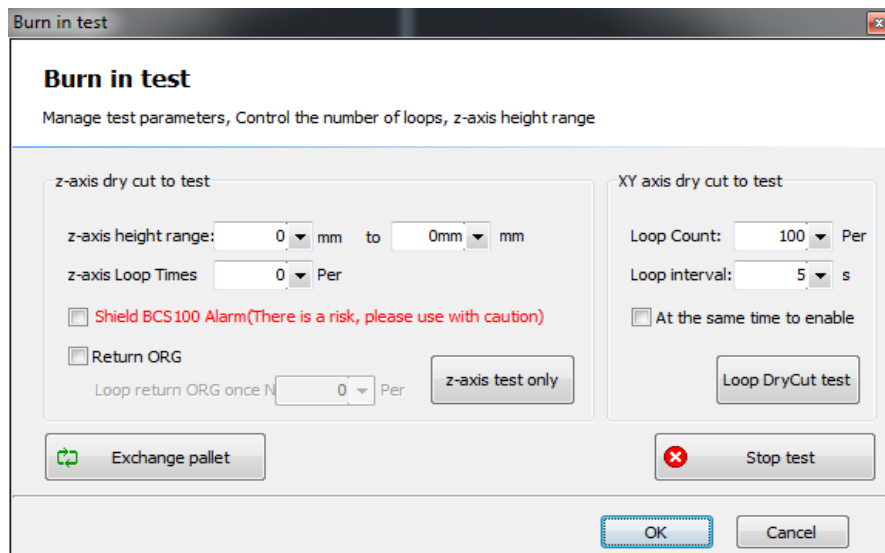 Burn in test
Burn in test
Manage test parameters, Control the number of loops, z-axis height range
z-axis dry cut to test
z-axis height range: 0 mm to 0mm mm
z-axis Loop Times 0 Per
Shield BCS100 Alarm(There is a risk, please use with caution)
Return ORG
Loop return ORG once N 0 Per
z-axis test only
XY axis dry cut to test
Loop Count: 100 Per
Loop interval: 5 s
At the same time to enable
Loop DryCut test
Exchange pallet
Stop test
OK
Cancel